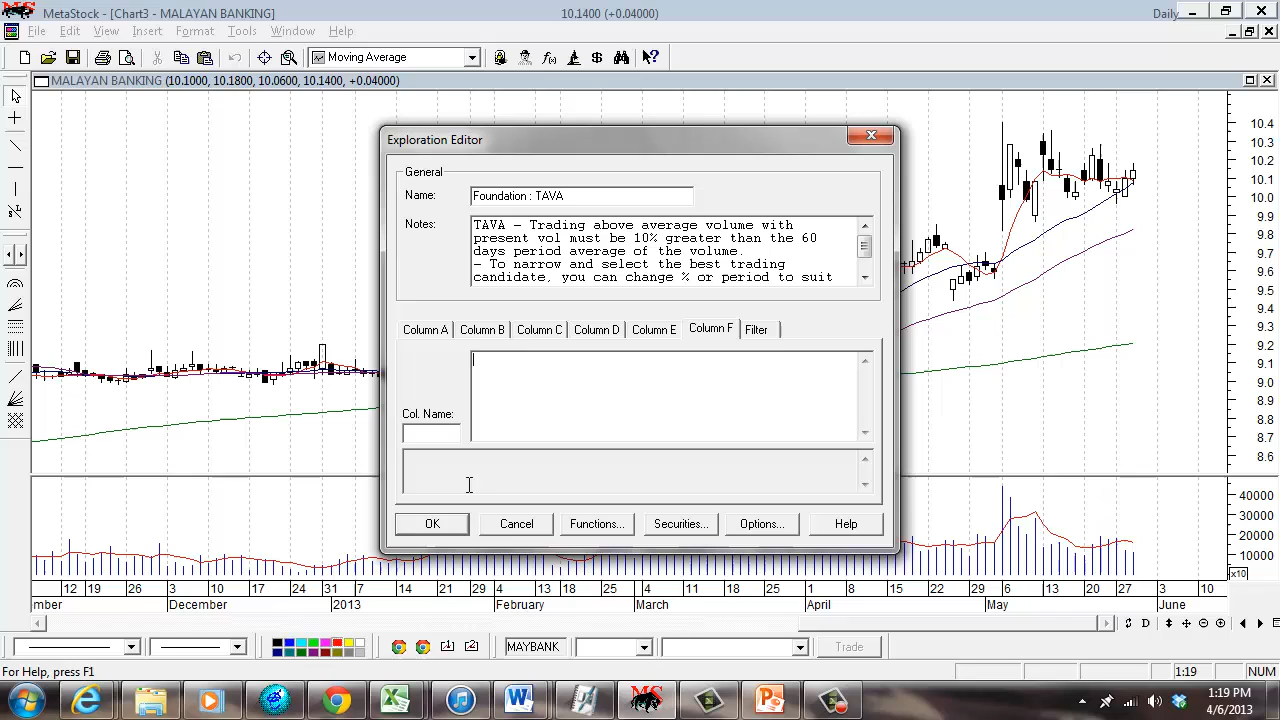 MetaStock - [Chart3 - MALAYAN BANKING] 10.1400 (+0.04000) Daily
File Edit View Insert Format Tools Window Help
Moving Average
MALAYAN BANKING (10.1000, 10.1800, 10.0600, 10.1400, +0.04000)
Exploration Editor
General
Name: Foundation : TAVA
Notes: TAVA - Trading above average volume with
present vol must be 10% greater than the 60
days period average of the volume.
- To narrow and select the best trading
candidate, you can change % or period to suit
Column A Column B Column C Column D Column E Column F Filter
Col. Name:
OK Cancel Functions... Securities... Options... Help
10.4
10.3
10.2
10.1
10.0
9.9
9.8
9.7
9.6
9.5
9.4
9.3
9.2
9.1
9.0
8.9
8.8
8.7
8.6
40000
30000
20000
10000
x10
12 19 26 3 10 17 24 31 7 14 21 28 4 13 18 25 4 11 18 25 1 8 15 22 29 6 13 20 27 3 10
mber December 2013 February March April May June
D
MAYBANK Trade
For Help, press F1 1:19 NUM
1:19 PM
4/6/2013